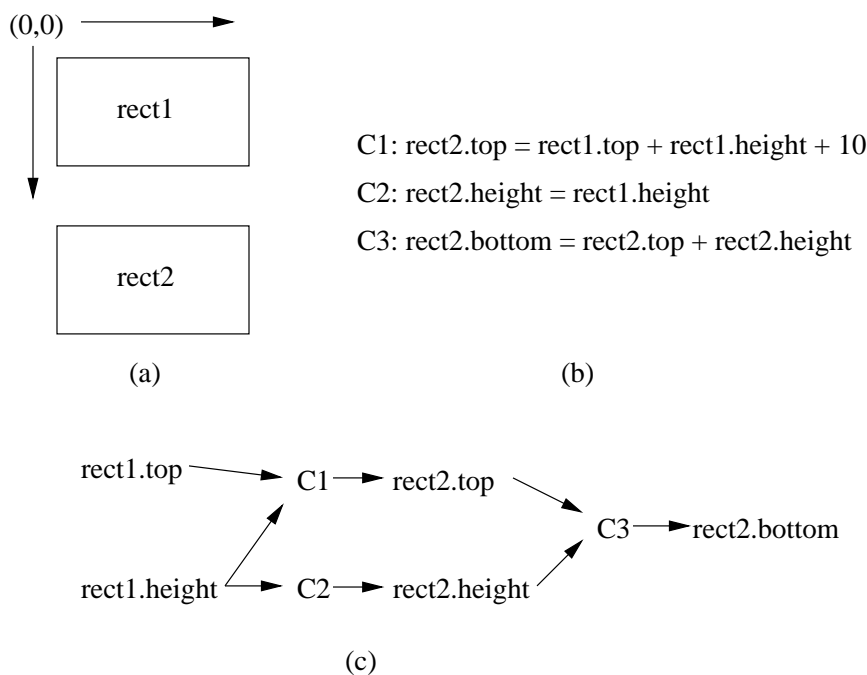 (0,0)
rect1
rect2
(a)
C1: rect2.top = rect1.top + rect1.height + 10
C2: rect2.height = rect1.height
C3: rect2.bottom = rect2.top + rect2.height
(b)
rect1.top
C1
rect2.top
C3
rect2.bottom
rect1.height
C2
rect2.height
(c)